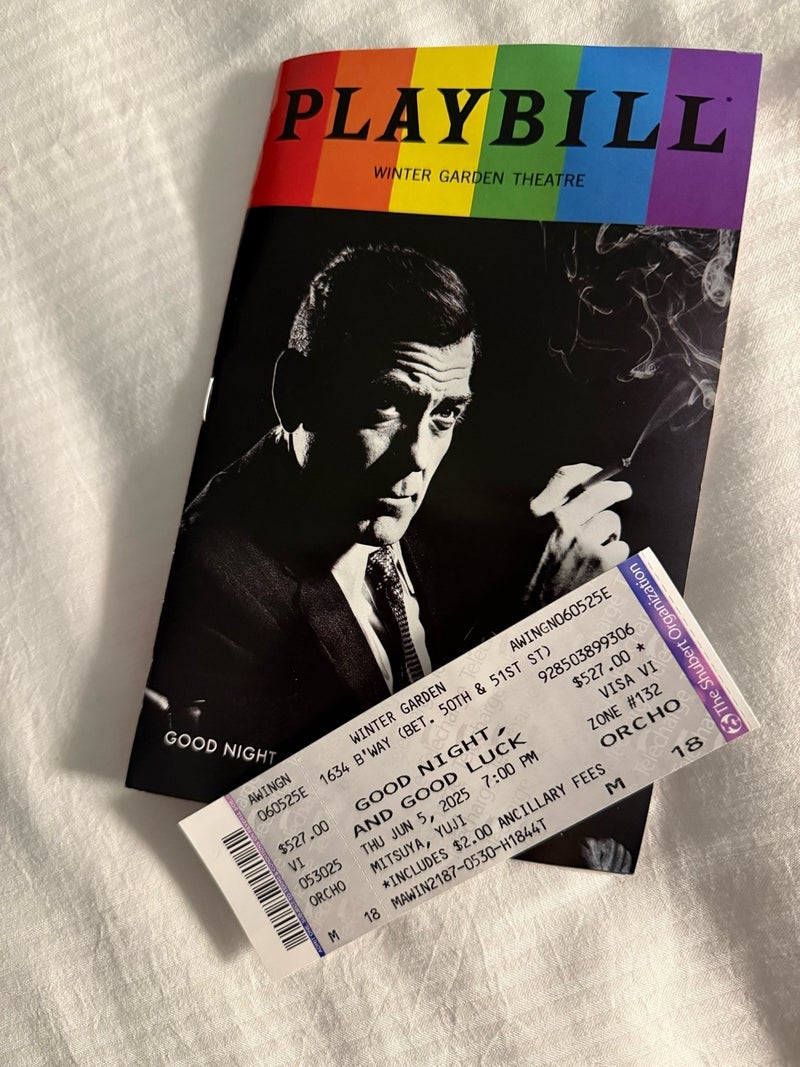 PLAYBILL
WINTER GARDEN THEATRE
GOOD NIGHT
AWINGN
060525E
$527.00
VI
053025
ORCHO
M 18
WINTER GARDEN AWINGN060525E
1634 B'WAY (BET. 50TH & 51ST ST)
928503899306
GOOD NIGHT,
AND GOOD LUCK
THU JUN 5, 2025 7:00 PM
MITSUYA, YUJI
*INCLUDES $2.00 ANCILLARY FEES
MAWIN2187-0530-H1844T
$527.00 *
VISA VI
ZONE #132
ORCHO
M 18
The Shubert Organization